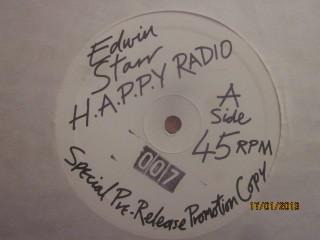 Edwin
Starr
H.A.P.P.Y RADIO
A
Side
45 RPM
007
Special Pre-Release Promotion Copy
17/01/2013